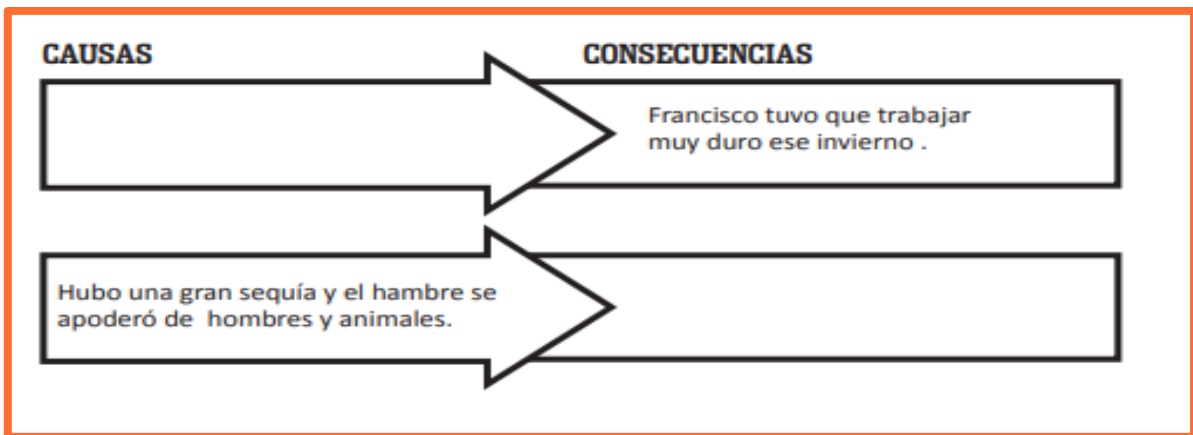 CAUSAS
CONSECUENCIAS
Francisco tuvo que trabajar
muy duro ese invierno .
Hubo una gran sequía y el hambre se
apoderó de hombres y animales.